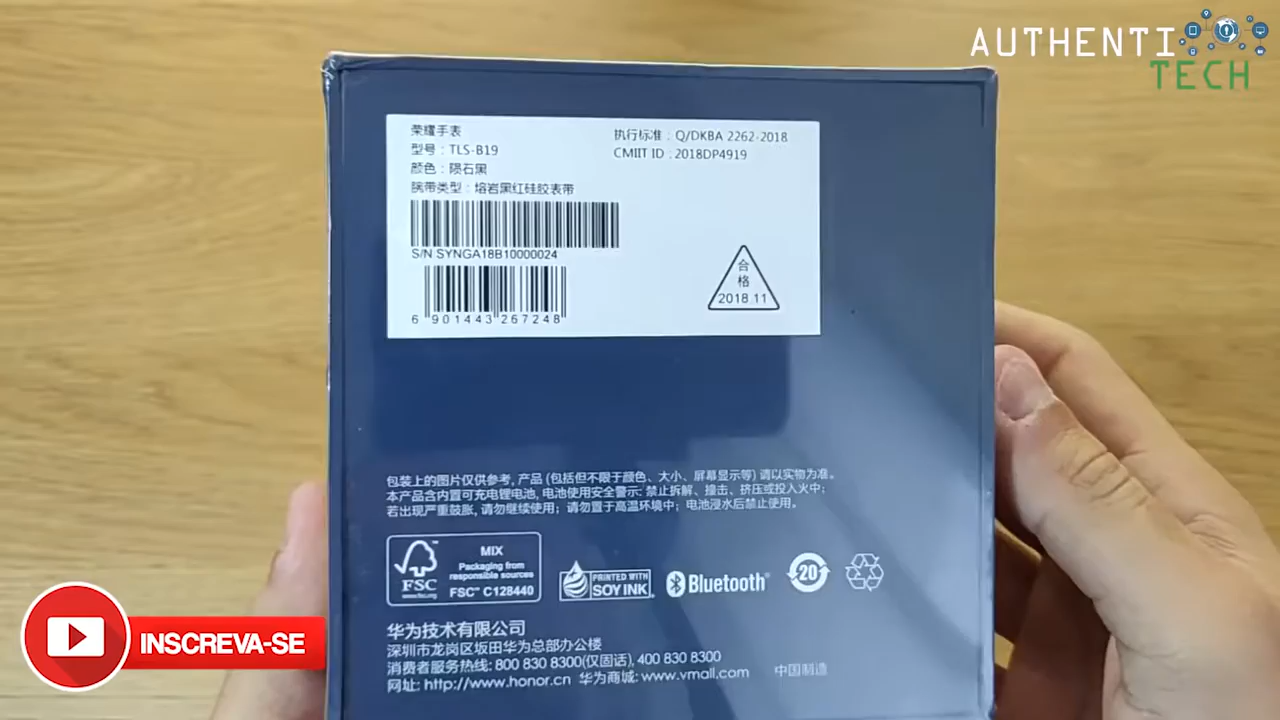 AUTHENTI
TECH
荣耀手表
型号：TLS-B19
颜色：陨石黑
腕带类型：熔岩黑红硅胶表带
执行标准：Q/DKBA 2262-2018
CMIIT ID：2018DP4919
S/N SYNGA18B10000024
6 901443 267248
合
格
2018.11
包装上的图片仅供参考, 产品 (包括但不限于颜色、大小、屏幕显示等) 请以实物为准。
本产品含内置可充电锂电池, 电池使用安全警示: 禁止拆解、撞击、挤压或投入火中;
若出现严重鼓胀, 请勿继续使用; 请勿置于高温环境中; 电池浸水后禁止使用。
FSC™
www.fsc.org
MIX
Packaging from
responsible sources
FSC™ C128440
PRINTED WITH
SOY INK
Bluetooth®
20
华为技术有限公司
深圳市龙岗区坂田华为总部办公楼
消费者服务热线: 800 830 8300(仅固话), 400 830 8300
网址: http://www.honor.cn 华为商城: www.vmall.com
中国制造
INSCREVA-SE